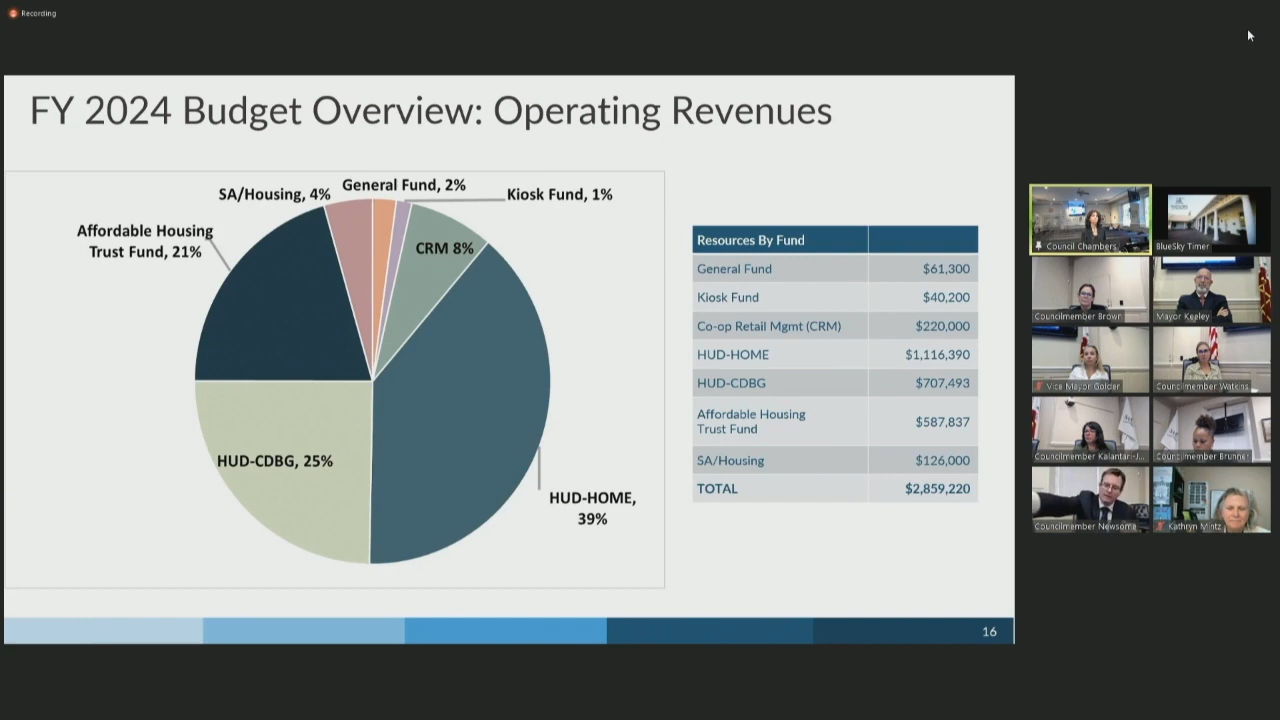 Recording
FY 2024 Budget Overview: Operating Revenues
SA/Housing, 4%
General Fund, 2%
Kiosk Fund, 1%
Affordable Housing
Trust Fund, 21%
CRM 8%
HUD-CDBG, 25%
HUD-HOME,
39%
Resources By Fund
General Fund $61,300
Kiosk Fund $40,200
Co-op Retail Mgmt (CRM) $220,000
HUD-HOME $1,116,390
HUD-CDBG $707,493
Affordable Housing
Trust Fund $587,837
SA/Housing $126,000
TOTAL $2,859,220
16
Council Chambers
BlueSky Timer
Councilmember Brown
Mayor Keeley
Vice Mayor Golder
Councilmember Watkins
Councilmember Kalantari-J...
Councilmember Brunner
Councilmember Newsome
Kathryn Mintz